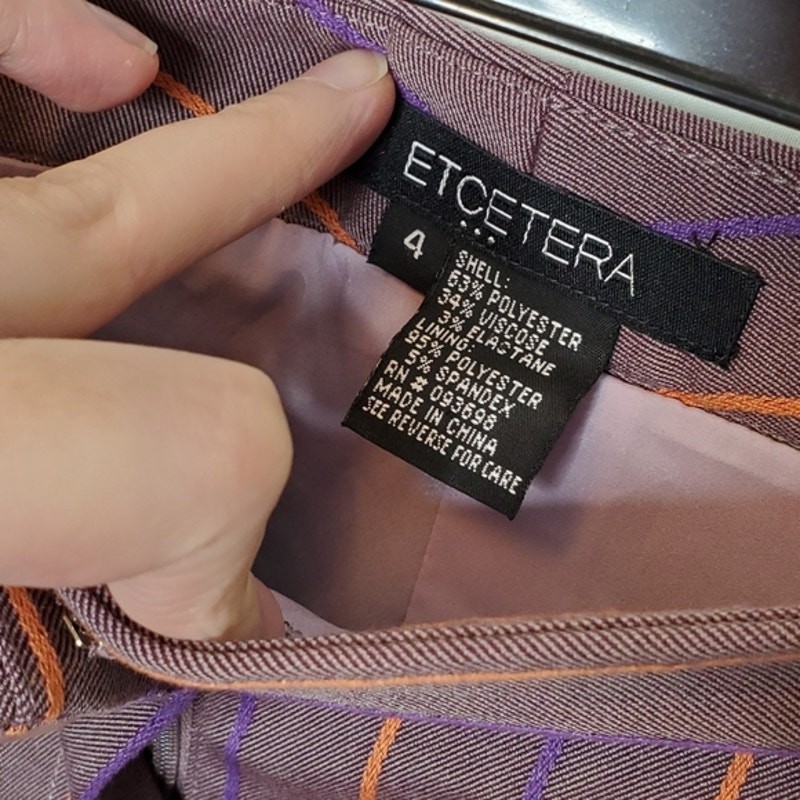 ETCETERA
4
SHELL:
63% POLYESTER
34% VISCOSE
3% ELASTANE
LINING
95% POLYESTER
5% SPANDEX
RN # 093698
MADE IN CHINA
SEE REVERSE FOR CARE